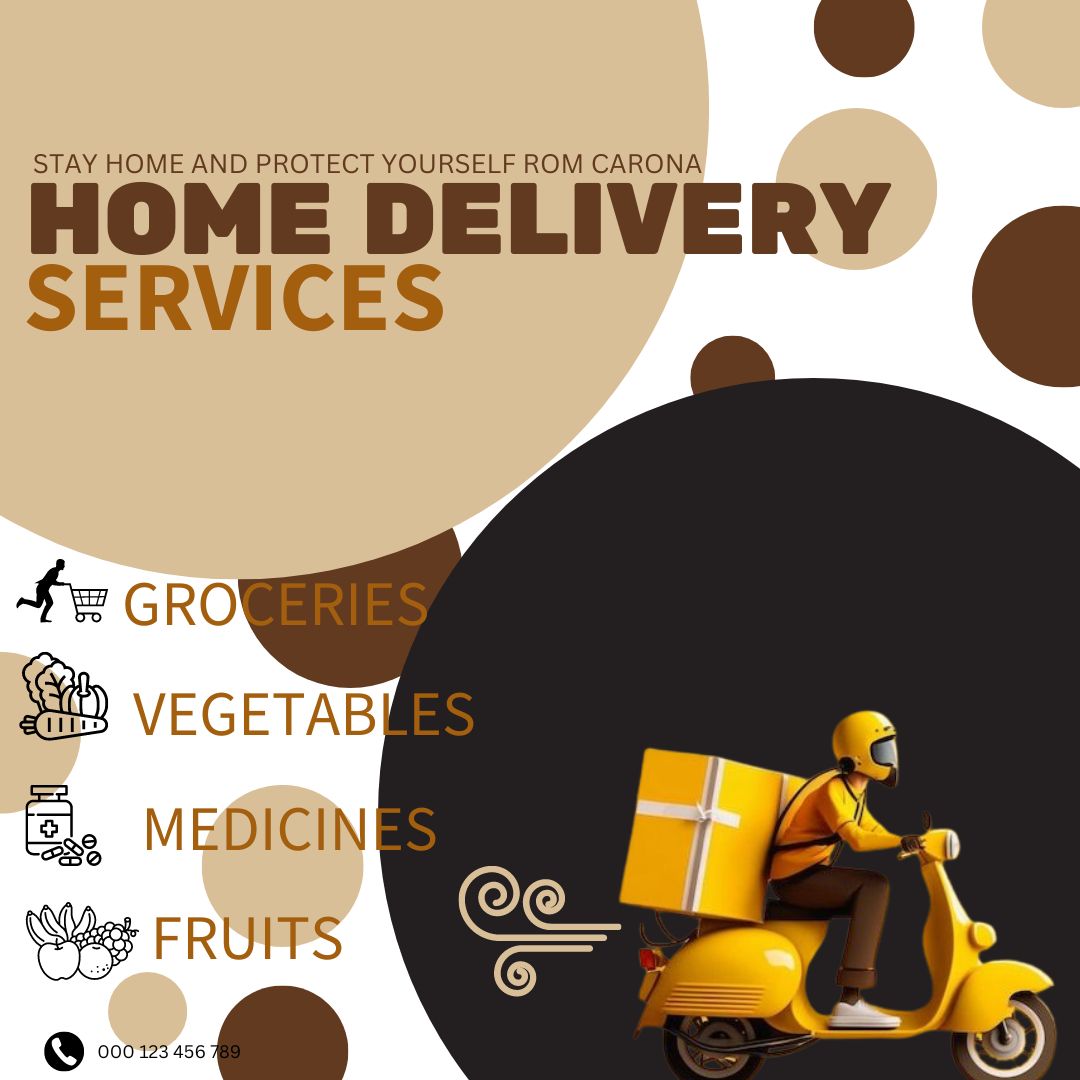 STAY HOME AND PROTECT YOURSELF ROM CARONA
HOME DELIVERY
SERVICES
GROCERIES
VEGETABLES
MEDICINES
FRUITS
000 123 456 789